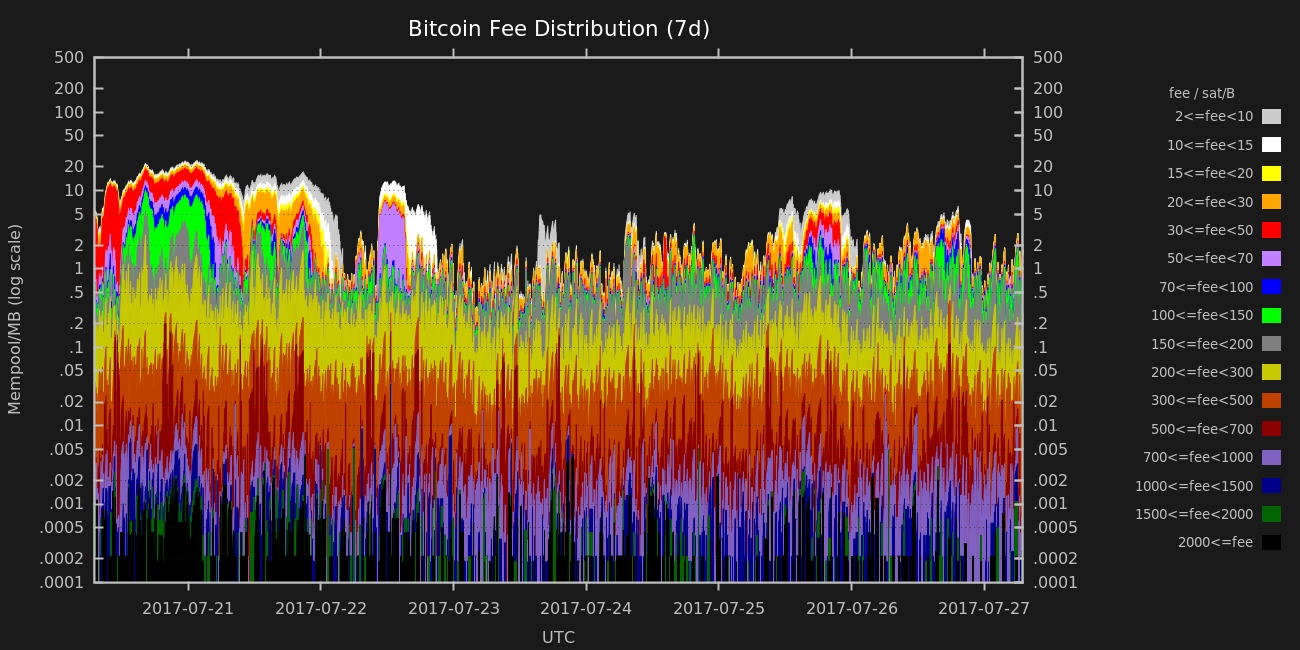 Bitcoin Fee Distribution (7d)
Mempool/MB (log scale)
500
200
100
50
20
10
5
2
1
.5
.2
.1
.05
.02
.01
.005
.002
.001
.0005
.0002
.0001
500
200
100
50
20
10
5
2
1
.5
.2
.1
.05
.02
.01
.005
.002
.001
.0005
.0002
.0001
2017-07-21 2017-07-22 2017-07-23 2017-07-24 2017-07-25 2017-07-26 2017-07-27
UTC
fee / sat/B
2<=fee<10
10<=fee<15
15<=fee<20
20<=fee<30
30<=fee<50
50<=fee<70
70<=fee<100
100<=fee<150
150<=fee<200
200<=fee<300
300<=fee<500
500<=fee<700
700<=fee<1000
1000<=fee<1500
1500<=fee<2000
2000<=fee